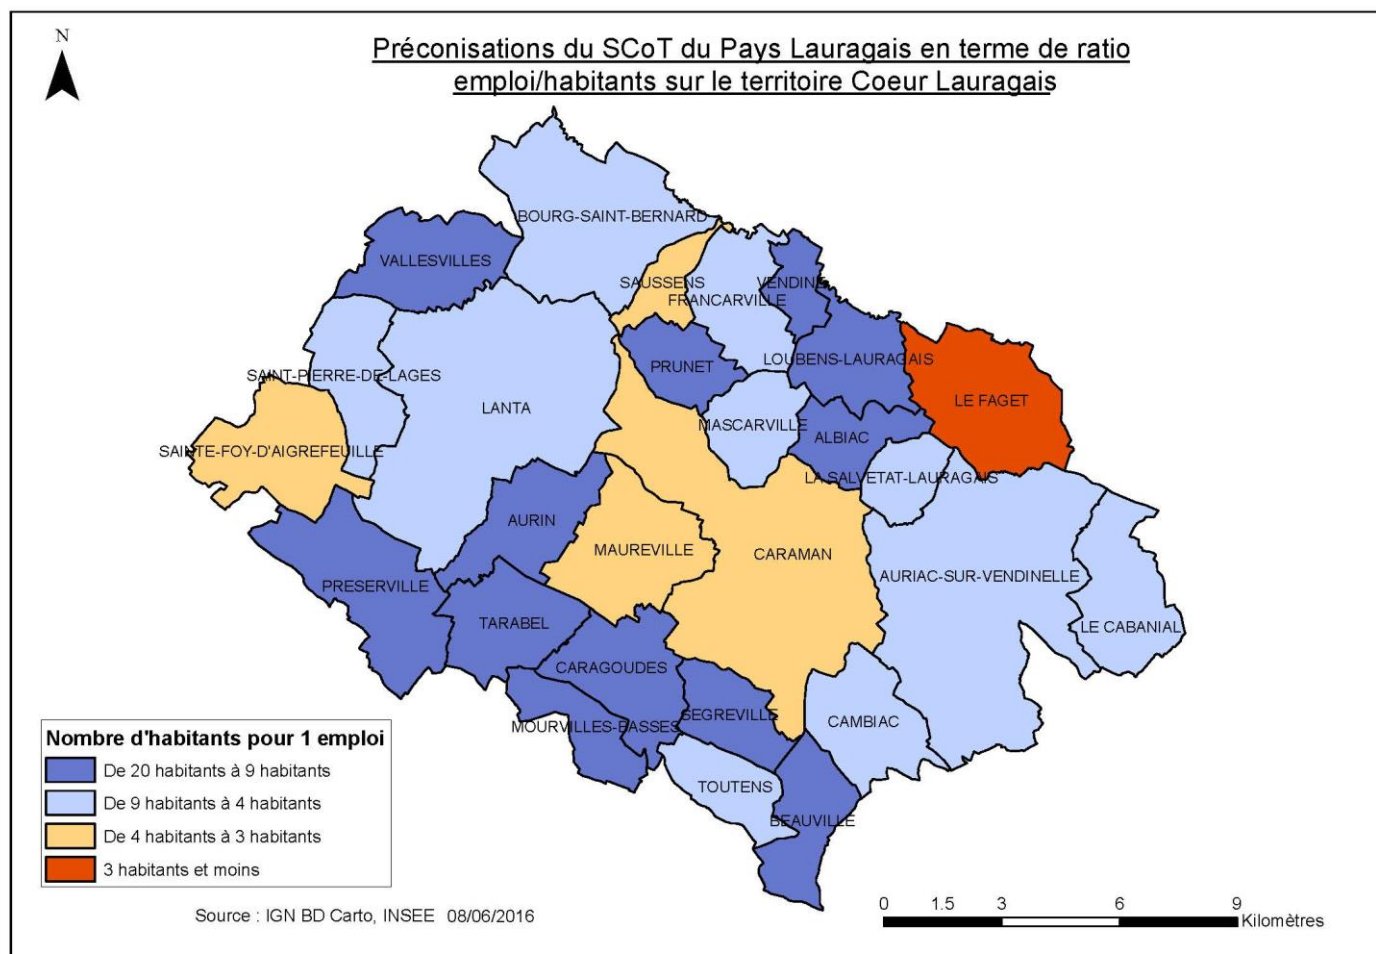 N
Préconisations du SCoT du Pays Lauragais en terme de ratio
emploi/habitants sur le territoire Coeur Lauragais
BOURG-SAINT-BERNARD
VALLESVILLES
SAUSSENS
VENDINE
FRANCARVILLE
LOUBENS-LAURAGAIS
PRUNET
SAINT-PIERRE-DE-LAGES
LE FAGET
LANTA
MASCARVILLE
ALBIAC
SAINTE-FOY-D'AIGREFEUILLE
LA SALVETAT-LAURAGAIS
AURIN
MAUREVILLE
CARAMAN
AURIAC-SUR-VENDINELLE
PRESERVILLE
TARABEL
LE CABANIAL
CARAGOUDES
SEGREVILLE
CAMBIAC
MOURVILLES-BASSES
TOUTENS
BEAUVILLE
Nombre d'habitants pour 1 emploi
De 20 habitants à 9 habitants
De 9 habitants à 4 habitants
De 4 habitants à 3 habitants
3 habitants et moins
Source : IGN BD Carto, INSEE 08/06/2016
0 1.5 3 6 9
Kilomètres